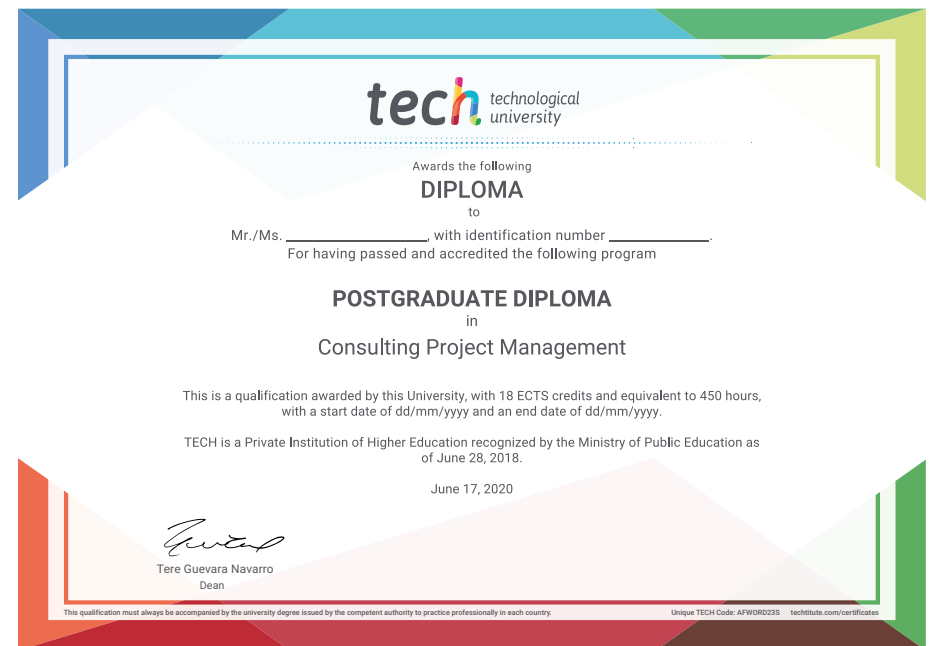 tech technological
university
Awards the following
DIPLOMA
to
Mr./Ms. ____________________, with identification number ______________.
For having passed and accredited the following program
POSTGRADUATE DIPLOMA
in
Consulting Project Management
This is a qualification awarded by this University, with 18 ECTS credits and equivalent to 450 hours,
with a start date of dd/mm/yyyy and an end date of dd/mm/yyyy.
TECH is a Private Institution of Higher Education recognized by the Ministry of Public Education as
of June 28, 2018.
June 17, 2020
Tere Guevara Navarro
Dean
This qualification must always be accompanied by the university degree issued by the competent authority to practice professionally in each country. Unique TECH Code: AFWORD23S techtitute.com/certificates